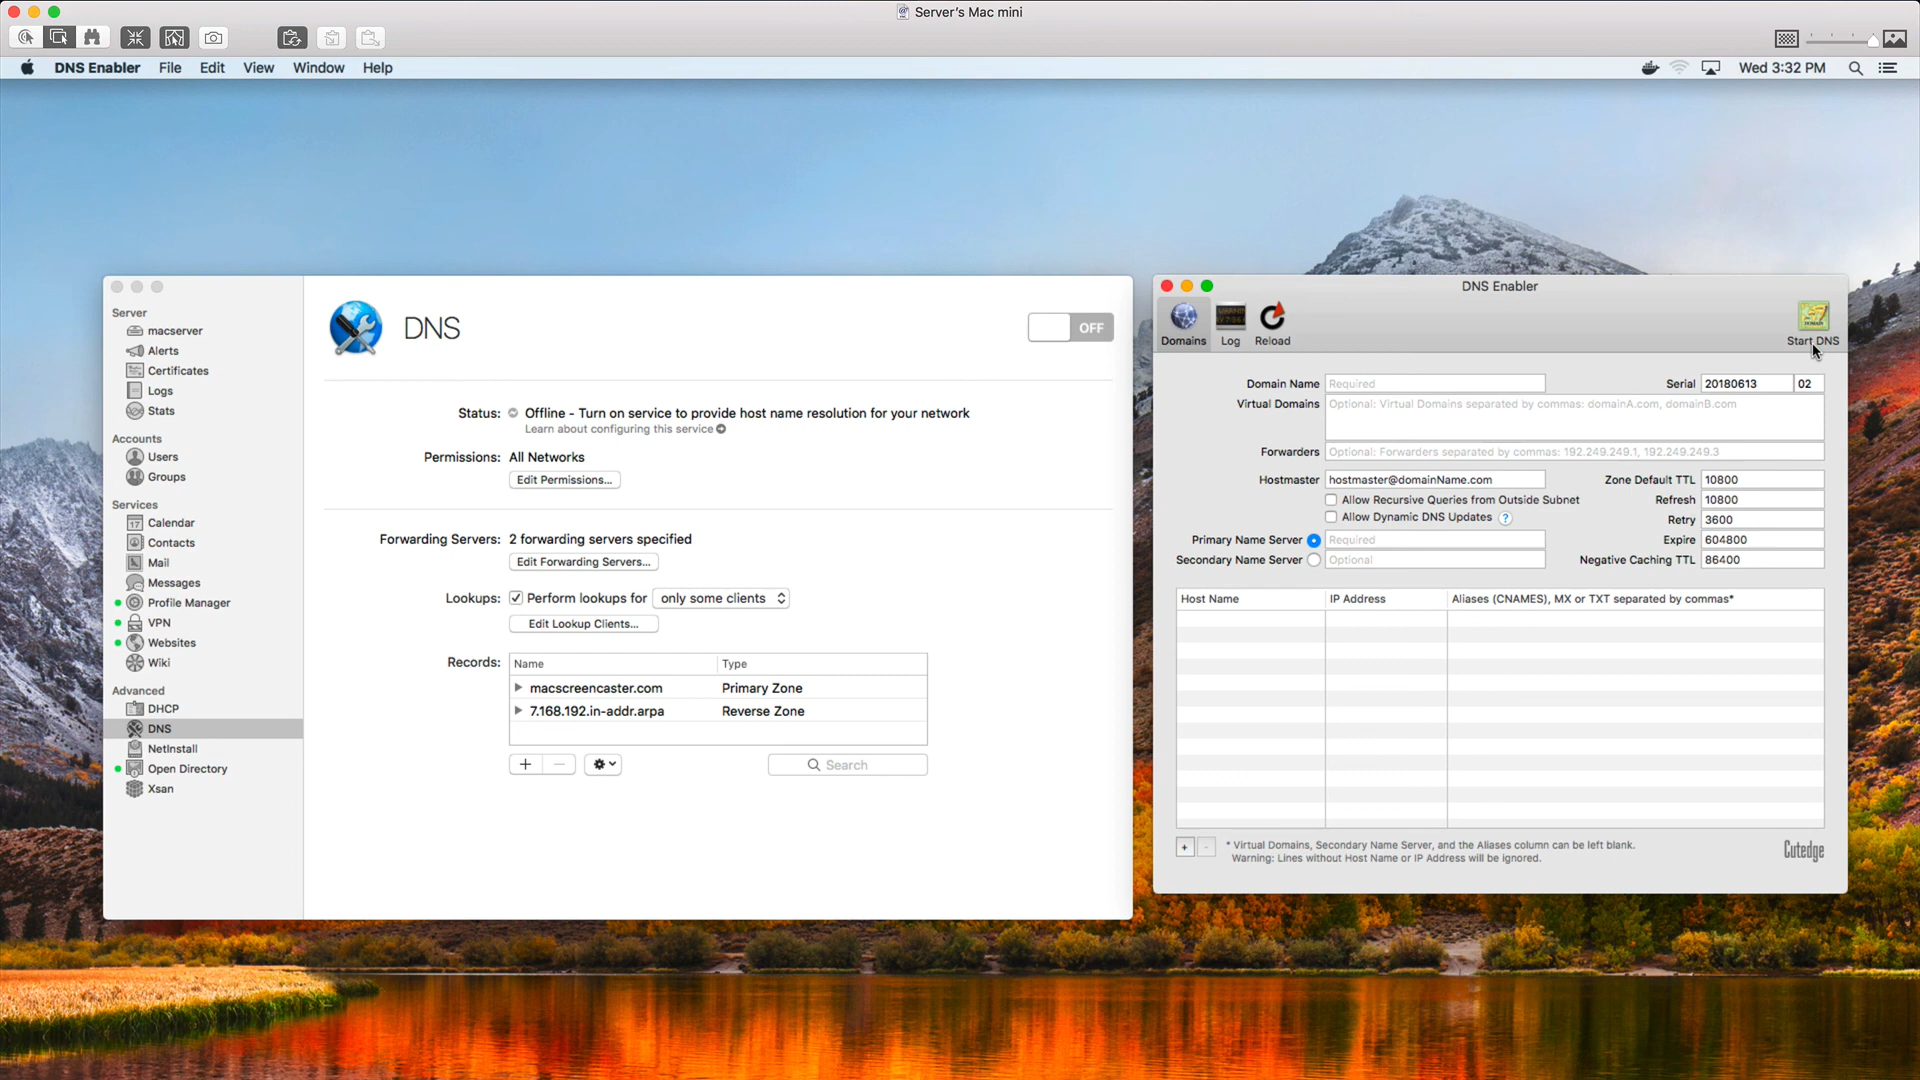 Server's Mac mini
DNS Enabler File Edit View Window Help
Wed 3:32 PM
Server
macserver
Alerts
Certificates
Logs
Stats
Accounts
Users
Groups
Services
17 Calendar
Contacts
Mail
Messages
Profile Manager
VPN
Websites
Wiki
Advanced
DHCP
DNS
NetInstall
Open Directory
Xsan
DNS
OFF
Status: Offline - Turn on service to provide host name resolution for your network
Learn about configuring this service
Permissions: All Networks
Edit Permissions...
Forwarding Servers: 2 forwarding servers specified
Edit Forwarding Servers...
Lookups: Perform lookups for only some clients
Edit Lookup Clients...
Records: Name Type
macscreencaster.com Primary Zone
7.168.192.in-addr.arpa Reverse Zone
Search
DNS Enabler
Domains Log Reload Start DNS
Domain Name Required Serial 20180613 02
Virtual Domains Optional: Virtual Domains separated by commas: domainA.com, domainB.com
Forwarders Optional: Forwarders separated by commas: 192.249.249.1, 192.249.249.3
Hostmaster hostmaster@domainName.com Zone Default TTL 10800
Allow Recursive Queries from Outside Subnet Refresh 10800
Allow Dynamic DNS Updates ? Retry 3600
Primary Name Server Required Expire 604800
Secondary Name Server Optional Negative Caching TTL 86400
Host Name IP Address Aliases (CNAMES), MX or TXT separated by commas*
* Virtual Domains, Secondary Name Server, and the Aliases column can be left blank.
Warning: Lines without Host Name or IP Address will be ignored.
Cutedge